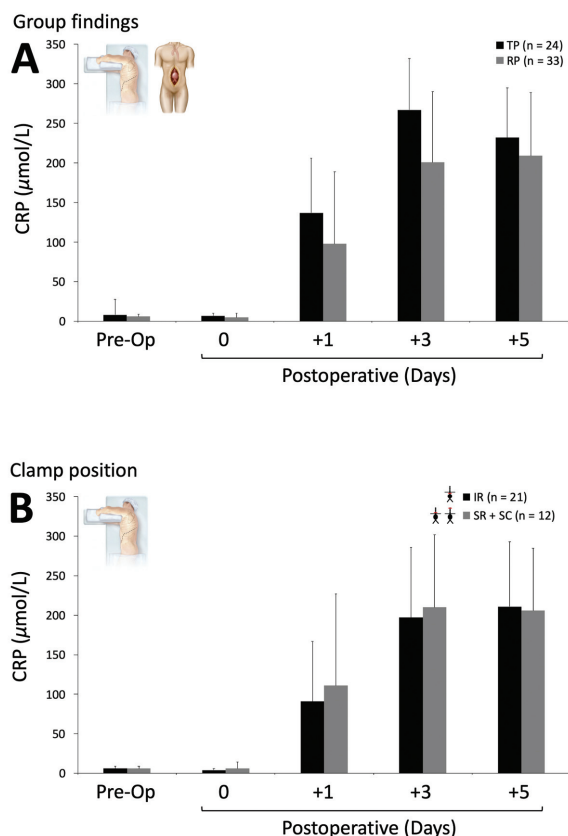 Group findings
A
TP (n = 24)
RP (n = 33)
CRP (µmol/L)
350
300
250
200
150
100
50
0
Pre-Op 0 +1 +3 +5
Postoperative (Days)
Clamp position
B
IR (n = 21)
SR + SC (n = 12)
CRP (µmol/L)
350
300
250
200
150
100
50
0
Pre-Op 0 +1 +3 +5
Postoperative (Days)